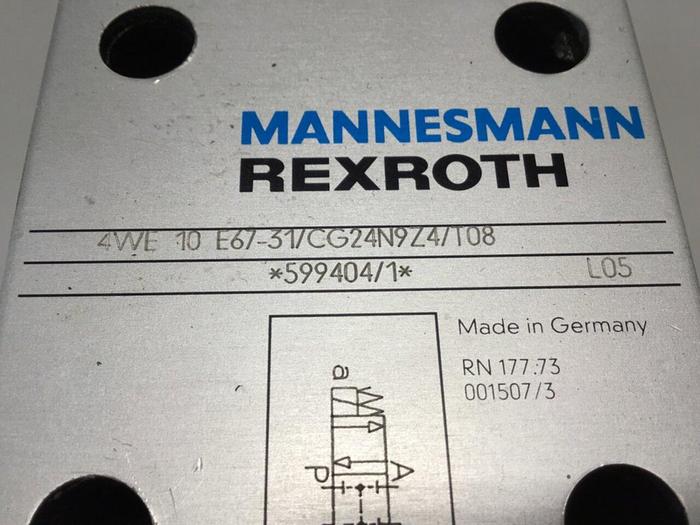 MANNESMANN
REXROTH
4WE 10 E67-31/CG24N9Z4/T08
*599404/1* L05
Made in Germany
RN 177.73
001507/3
a
A
P